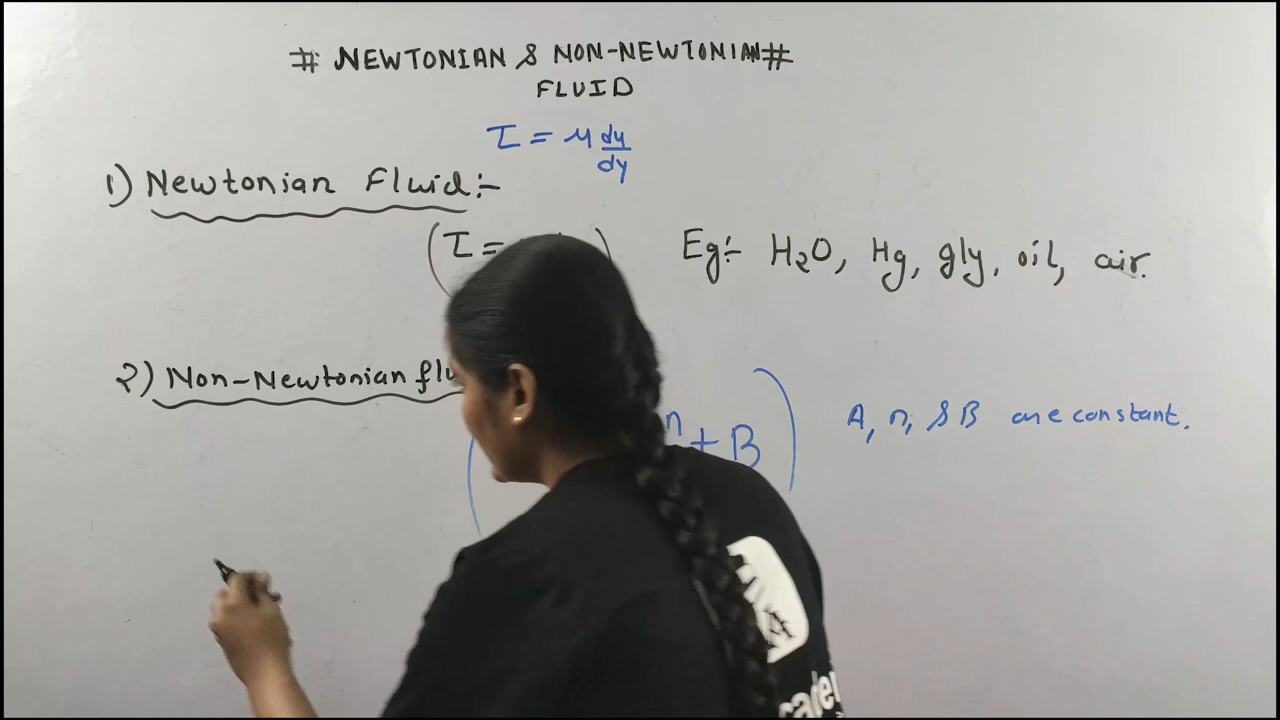 # NEWTONIAN & NON-NEWTONIAN #
FLUID
τ = μ du/dy
1) Newtonian Fluid :-
(τ = )
Eg:- H₂O, Hg, gly, oil, air.
2) Non-Newtonian
n + B
A, n, & B are constant.